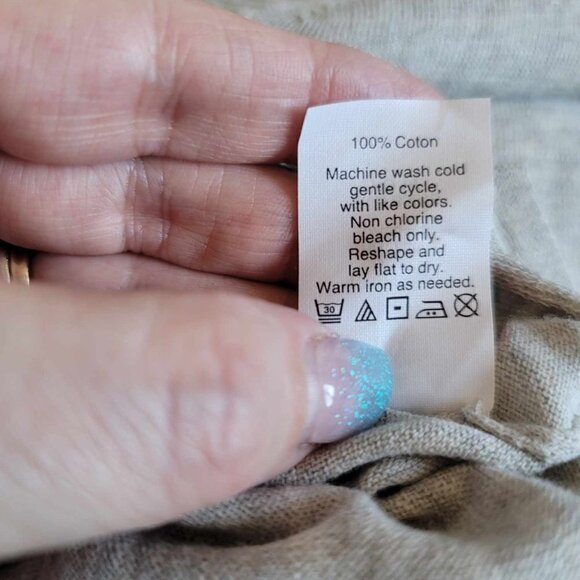 100% Coton
Machine wash cold
gentle cycle,
with like colors.
Non chlorine
bleach only.
Reshape and
lay flat to dry.
Warm iron as needed.
30